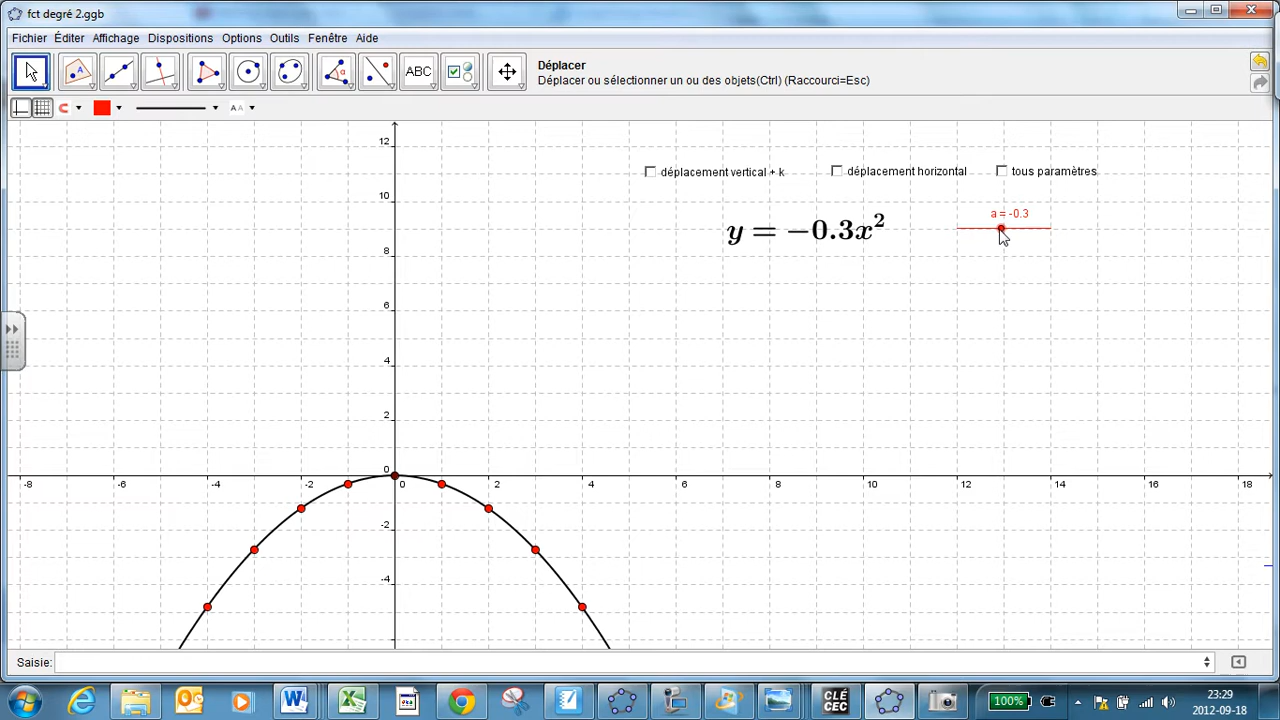 fct degré 2.ggb
Fichier Éditer Affichage Dispositions Options Outils Fenêtre Aide
A α ABC
Déplacer
Déplacer ou sélectionner un ou des objets(Ctrl) (Raccourci=Esc)
A A
déplacement vertical + k déplacement horizontal tous paramètres
a = -0.3
y = −0.3x²
12
10
8
6
4
2
0
-8 -6 -4 -2 0 2 4 6 8 10 12 14 16 18
-2
-4
Saisie:
100% CLÉ CEC 23:29
2012-09-18